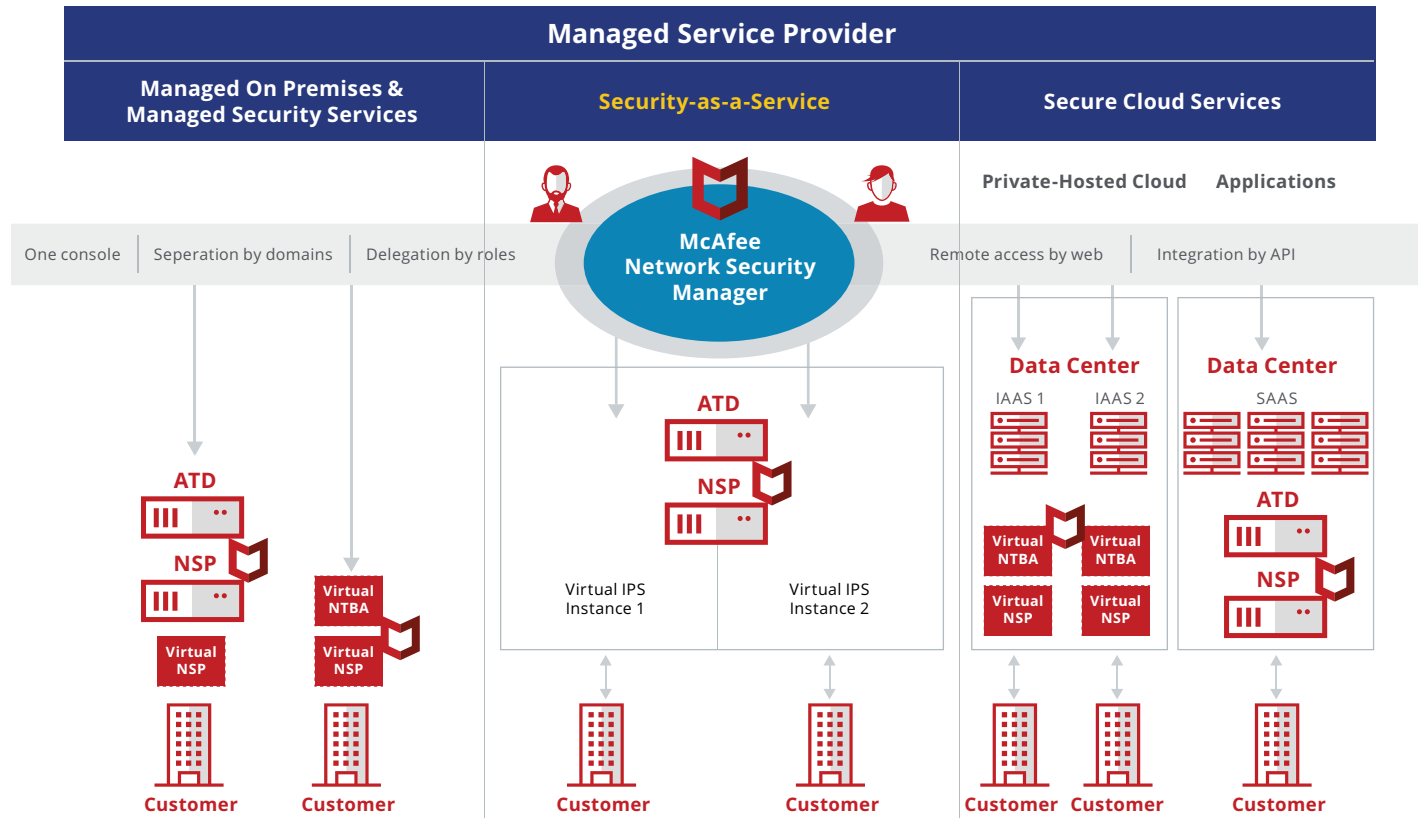 Managed Service Provider
Managed On Premises &
Managed Security Services
Security-as-a-Service
Secure Cloud Services
Private-Hosted Cloud
Applications
One console
Seperation by domains
Delegation by roles
McAfee
Network Security
Manager
Remote access by web
Integration by API
ATD
NSP
Virtual
NSP
Customer
Virtual
NTBA
Virtual
NSP
Customer
ATD
NSP
Virtual IPS
Instance 1
Virtual IPS
Instance 2
Customer
Customer
Data Center
IAAS 1
IAAS 2
Virtual
NTBA
Virtual
NTBA
Virtual
NSP
Virtual
NSP
Customer
Customer
Data Center
SAAS
ATD
NSP
Customer